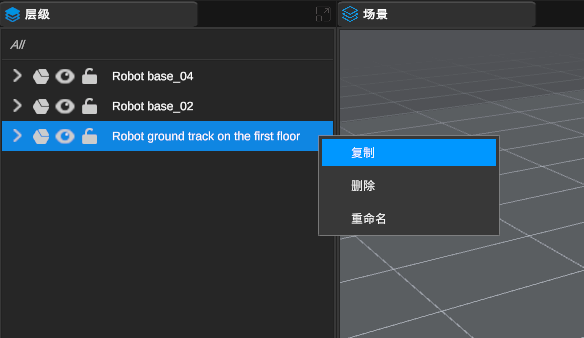 层级
场景
All
Robot base_04
Robot base_02
Robot ground track on the first floor
复制
删除
重命名